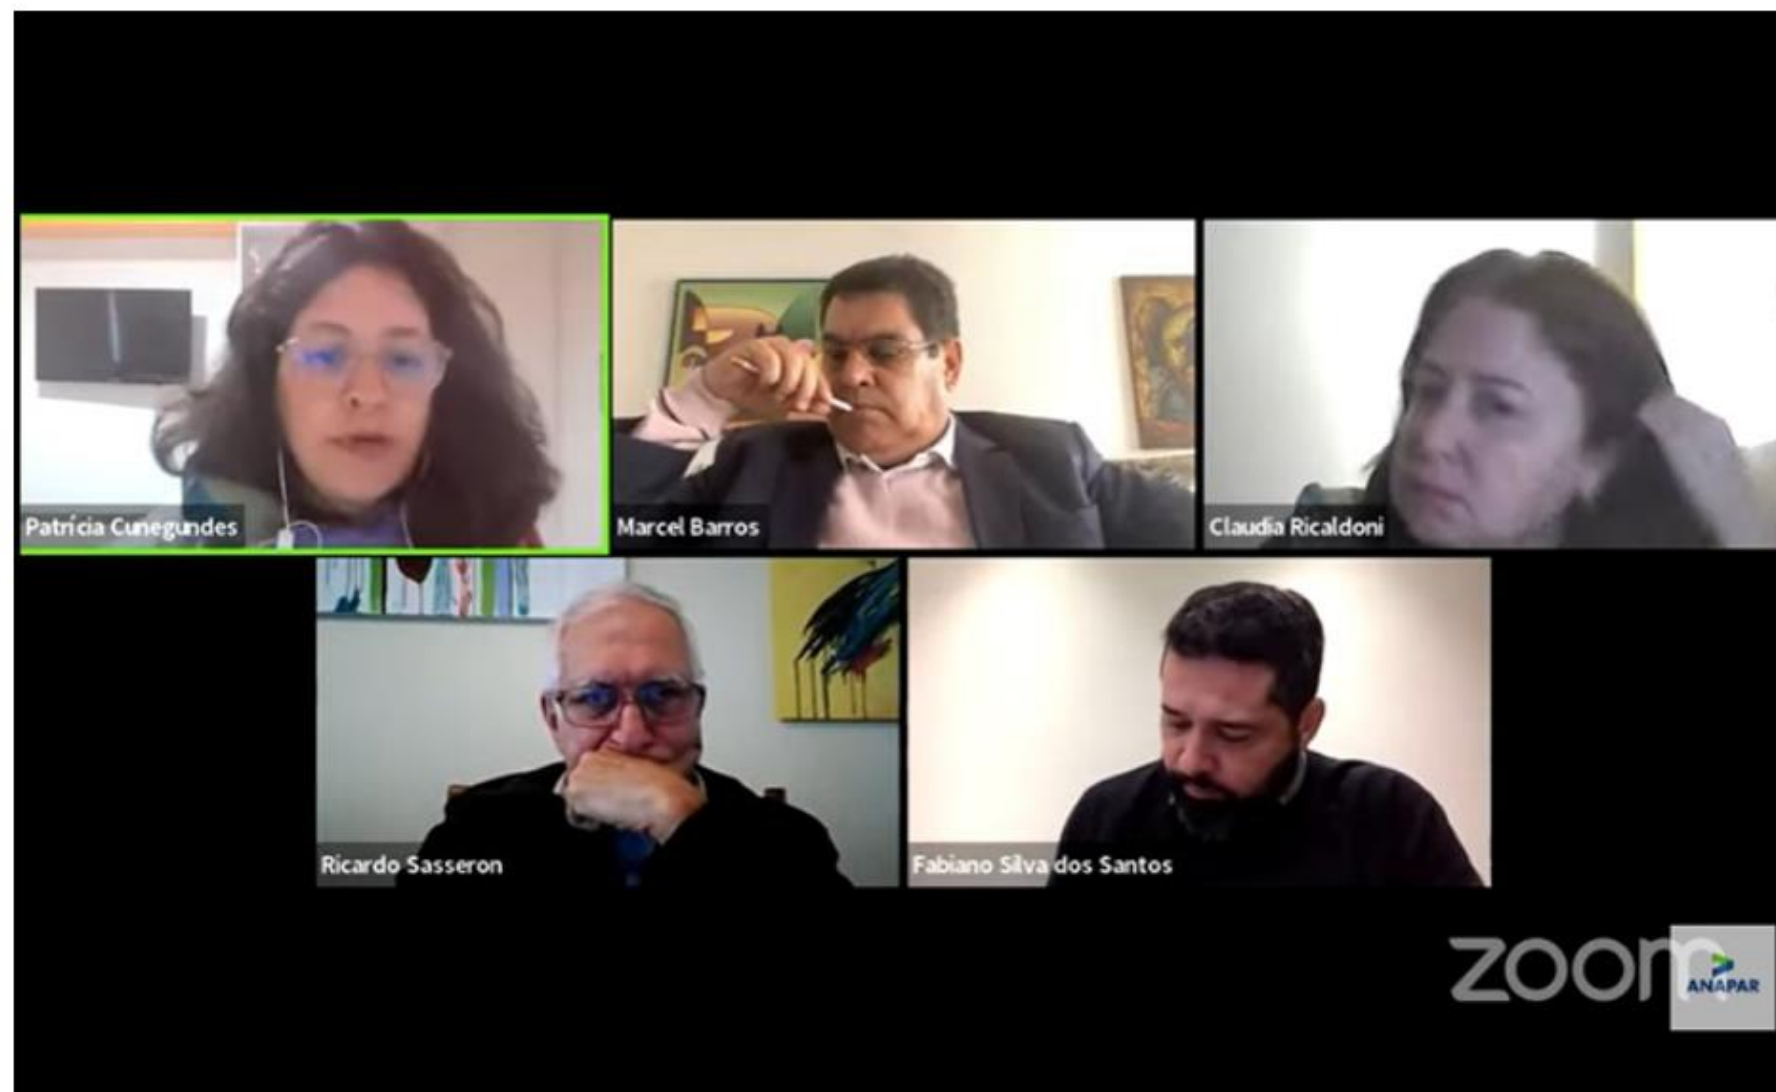 Patrícia Cunegundes
Marcel Barros
Claudia Ricaldoni
Ricardo Sasseron
Fabiano Silva dos Santos
zoom
ANAPAR